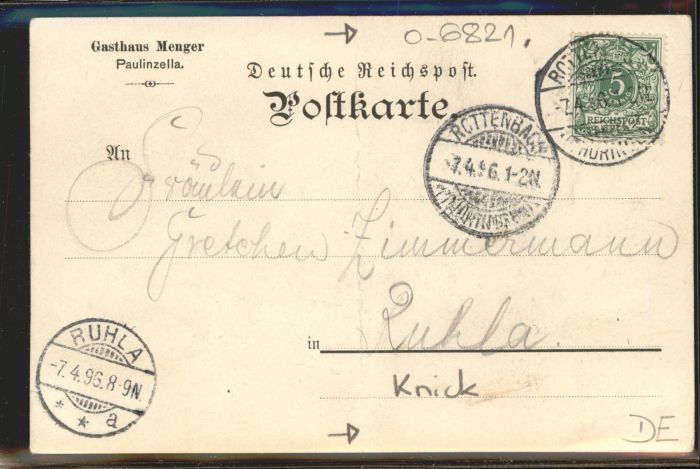 Gasthaus Menger
Paulinzella.
o-6821.
Deutsche Reichspost.
Postkarte
5
REICHSPOST
ROTTENBACH
-7.4.96.1-2N.
(THÜRINGEN)
An
Fräulein
Gretchen Zimmermann
in Ruhla.
RUHLA
-7.4.96.8-9N.
* * a
Knick
DE